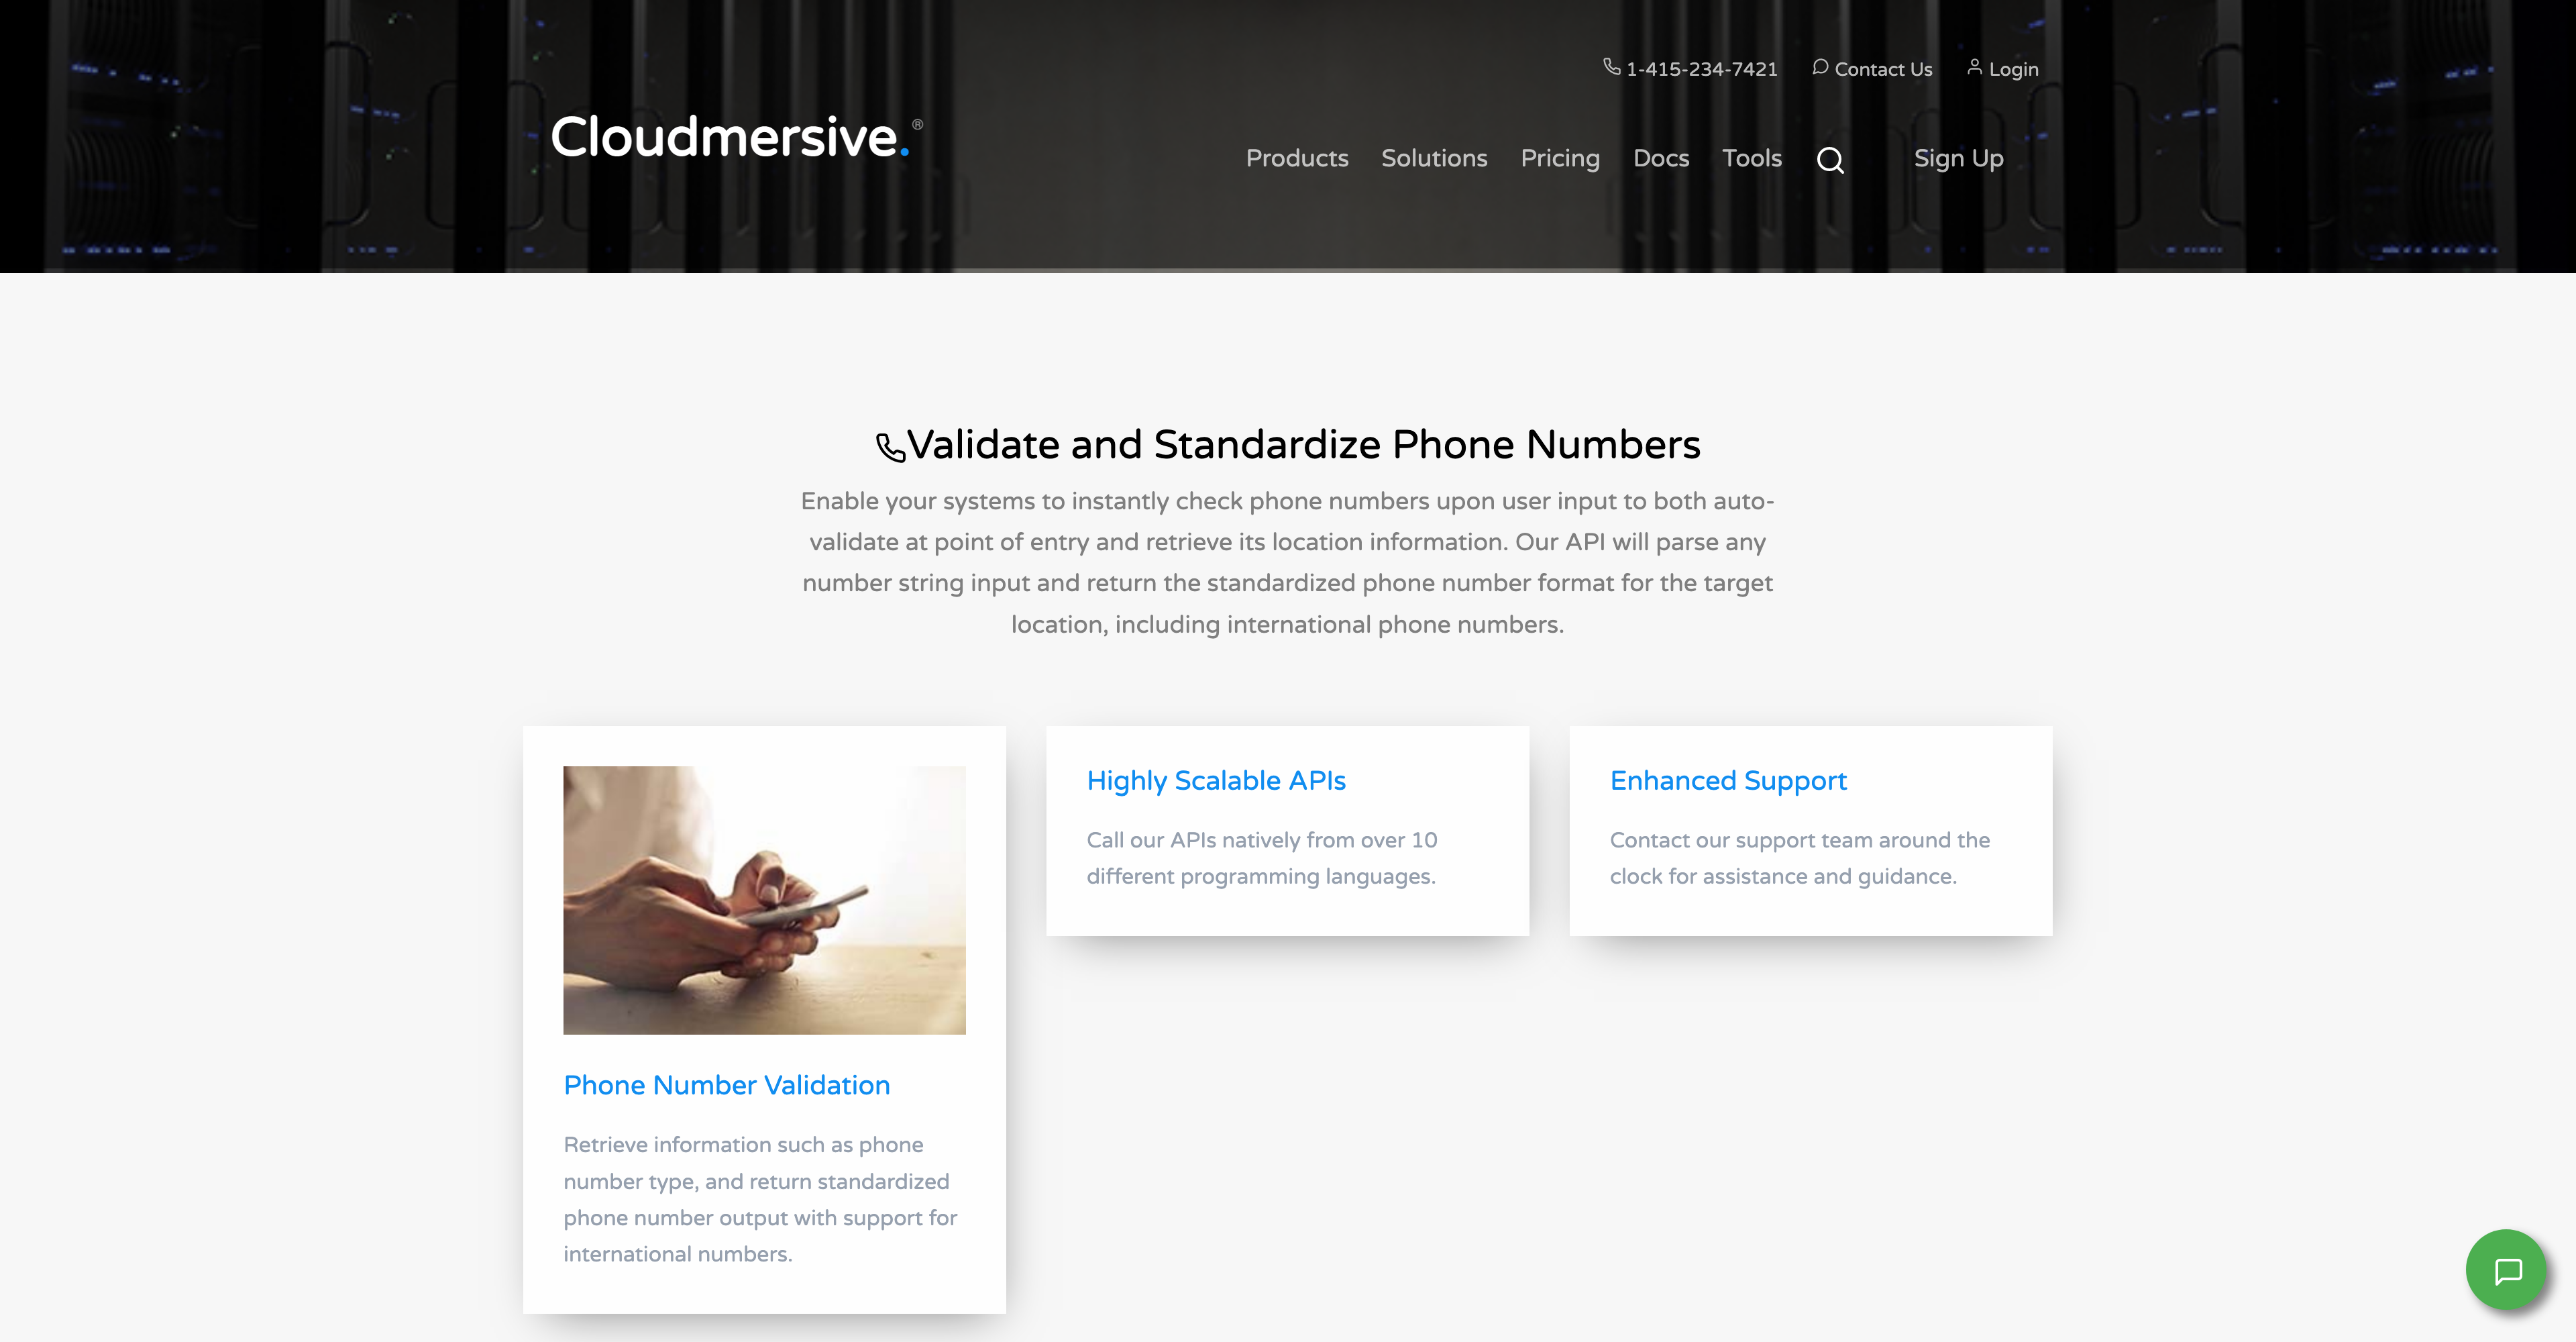 1-415-234-7421 Contact Us Login
Cloudmersive.®
Products Solutions Pricing Docs Tools Sign Up
Validate and Standardize Phone Numbers
Enable your systems to instantly check phone numbers upon user input to both auto-
validate at point of entry and retrieve its location information. Our API will parse any
number string input and return the standardized phone number format for the target
location, including international phone numbers.
Phone Number Validation
Retrieve information such as phone
number type, and return standardized
phone number output with support for
international numbers.
Highly Scalable APIs
Call our APIs natively from over 10
different programming languages.
Enhanced Support
Contact our support team around the
clock for assistance and guidance.